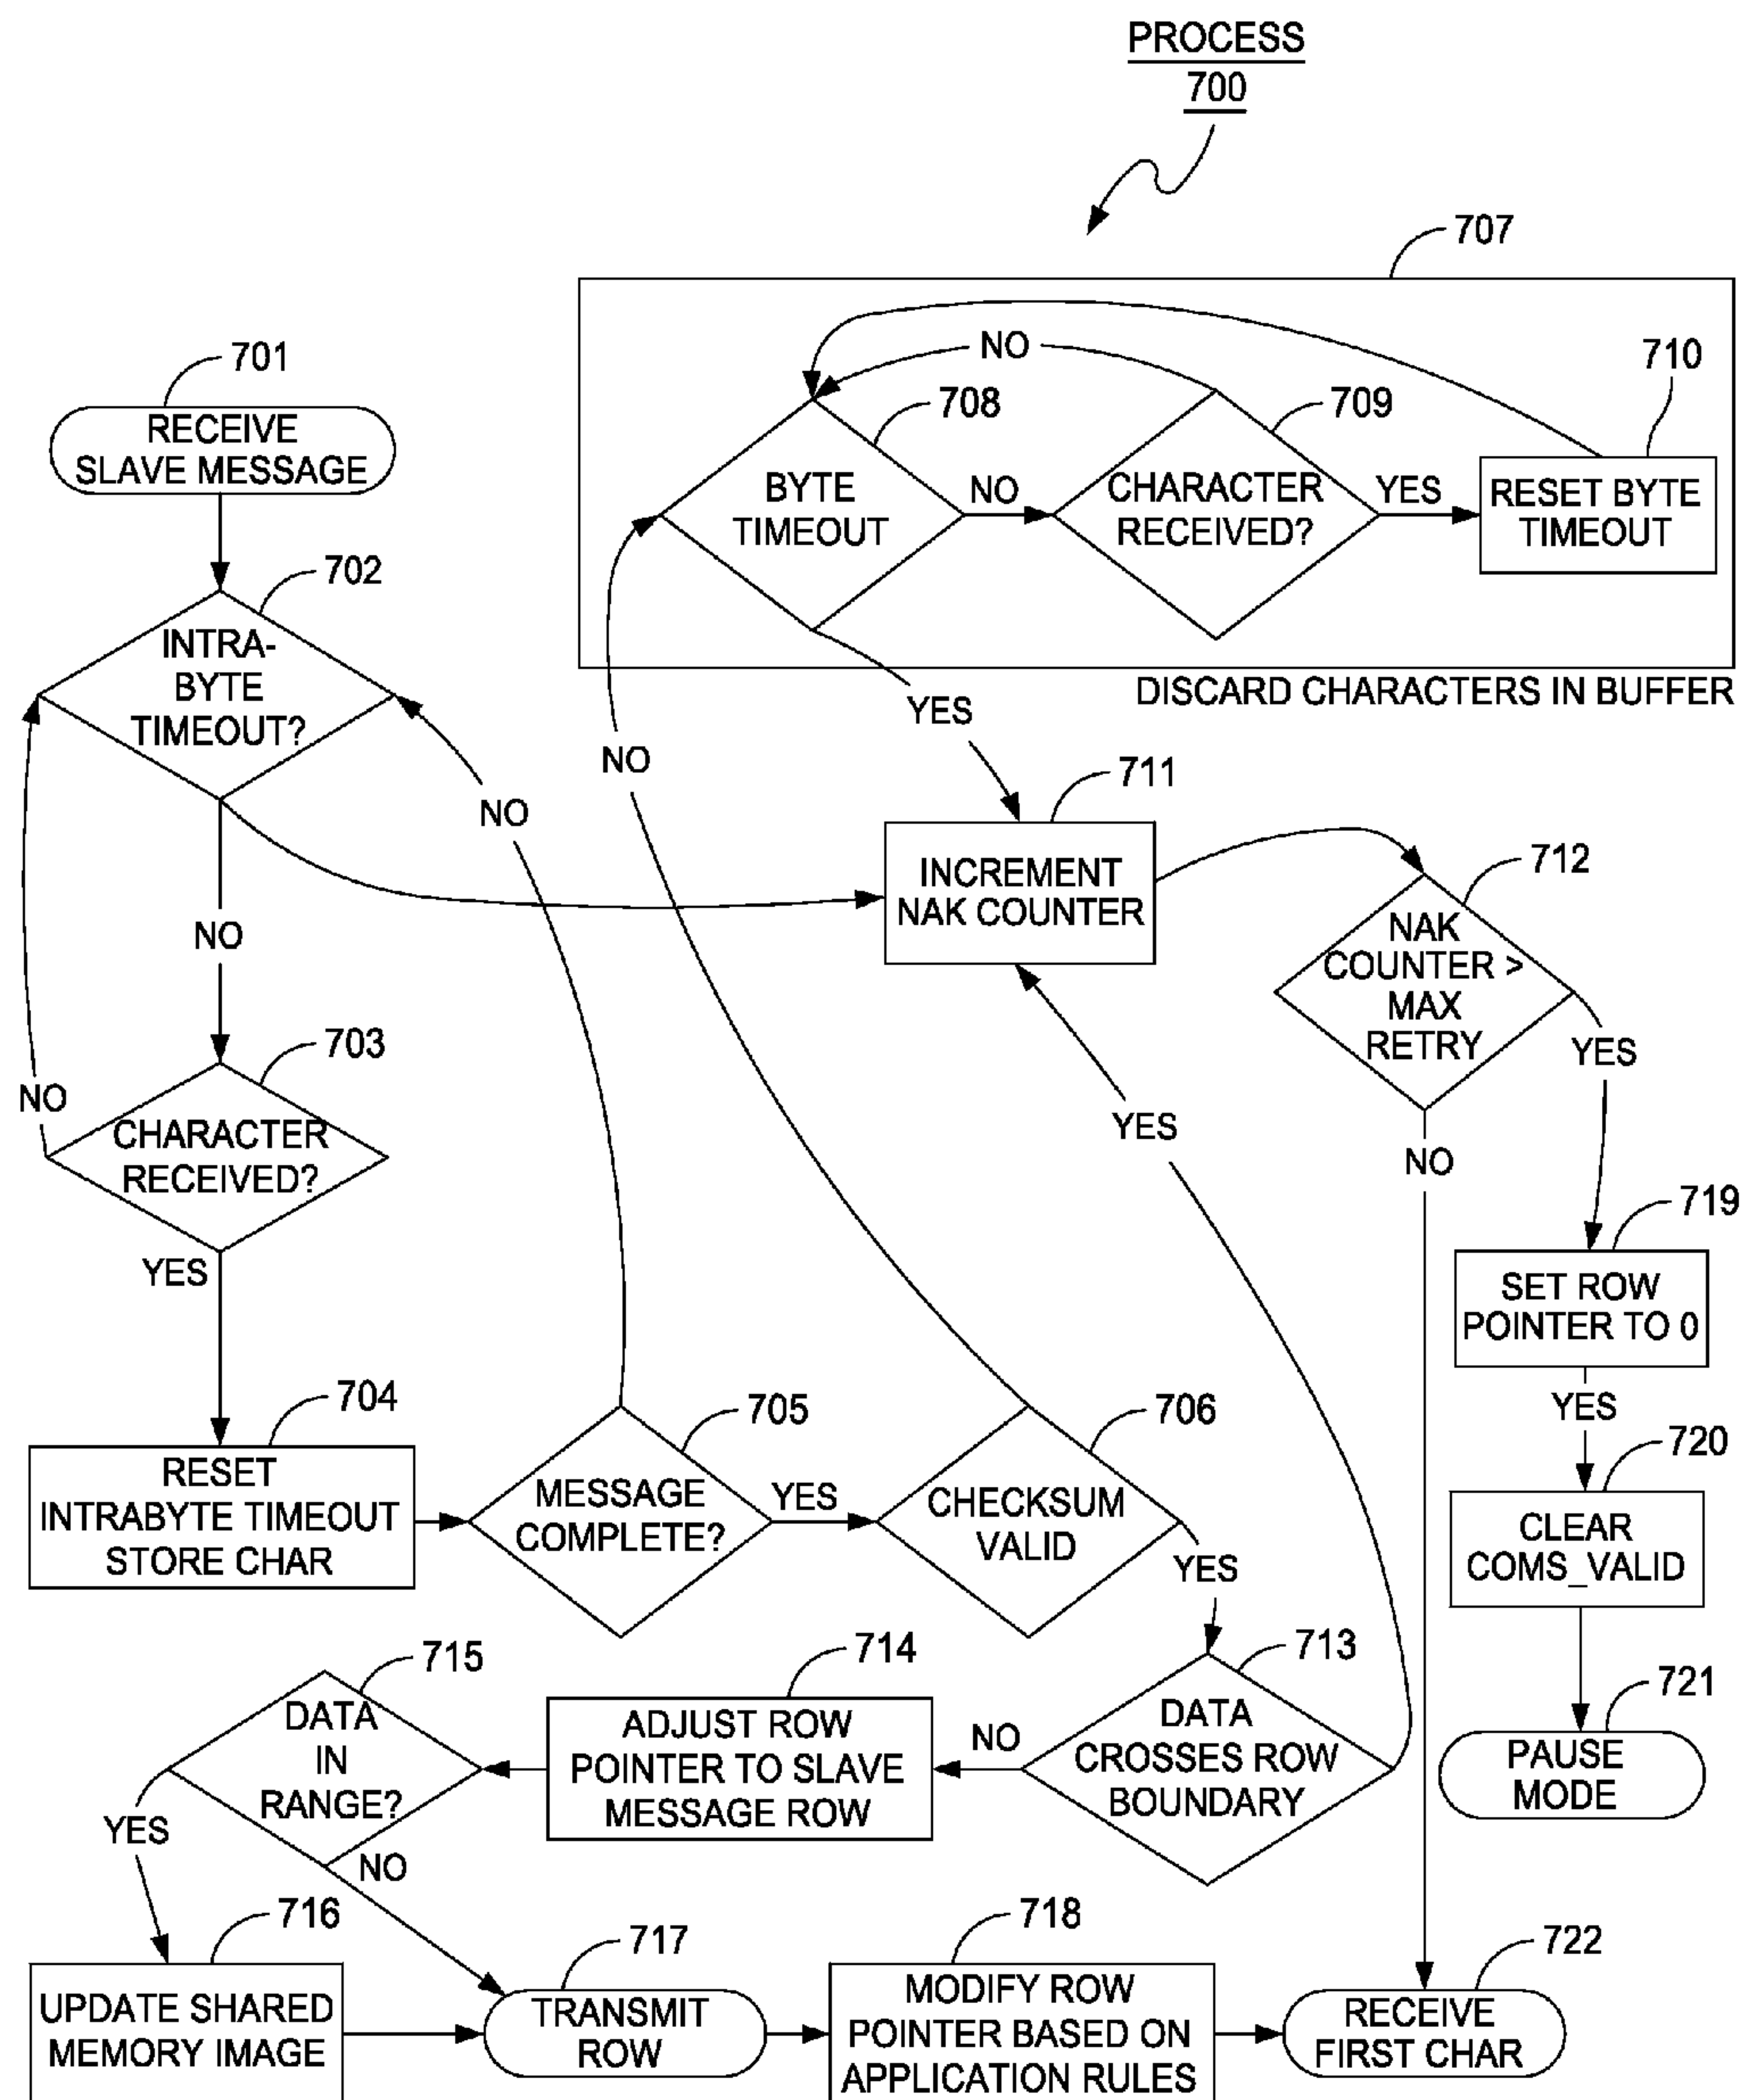 PROCESS
700
707
701
RECEIVE
SLAVE MESSAGE
NO
710
708
709
BYTE
TIMEOUT
NO
CHARACTER
RECEIVED?
YES
RESET BYTE
TIMEOUT
DISCARD CHARACTERS IN BUFFER
702
INTRA-
BYTE
TIMEOUT?
YES
NO
NO
711
INCREMENT
NAK COUNTER
712
NAK
COUNTER >
MAX
RETRY
YES
NO
NO
703
NO
CHARACTER
RECEIVED?
YES
YES
719
SET ROW
POINTER TO 0
YES
704
RESET
INTRABYTE TIMEOUT
STORE CHAR
705
MESSAGE
COMPLETE?
YES
706
CHECKSUM
VALID
YES
720
CLEAR
COMS_VALID
715
DATA
IN
RANGE?
714
ADJUST ROW
POINTER TO SLAVE
MESSAGE ROW
NO
713
DATA
CROSSES ROW
BOUNDARY
721
PAUSE
MODE
YES
NO
716
UPDATE SHARED
MEMORY IMAGE
717
TRANSMIT
ROW
718
MODIFY ROW
POINTER BASED ON
APPLICATION RULES
722
RECEIVE
FIRST CHAR